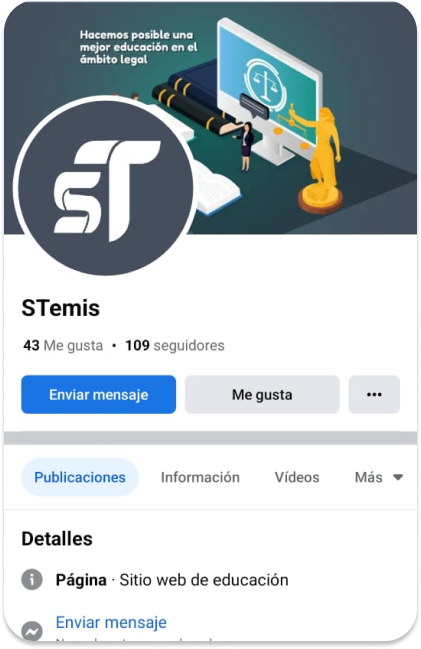 Hacemos posible una
mejor educación en el
ámbito legal
ST
STemis
43 Me gusta • 109 seguidores
Enviar mensaje
Me gusta
•••
Publicaciones
Información
Vídeos
Más
Detalles
Página · Sitio web de educación
Enviar mensaje